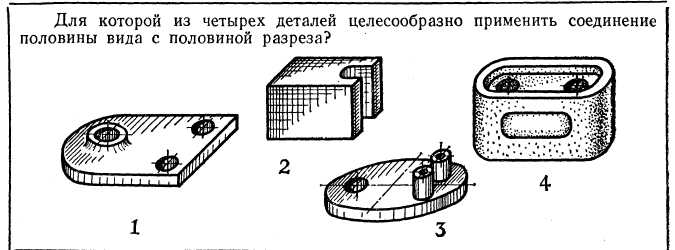 Для которой из четырех деталей целесообразно применить соединение
половины вида с половиной разреза?
1
2
3
4